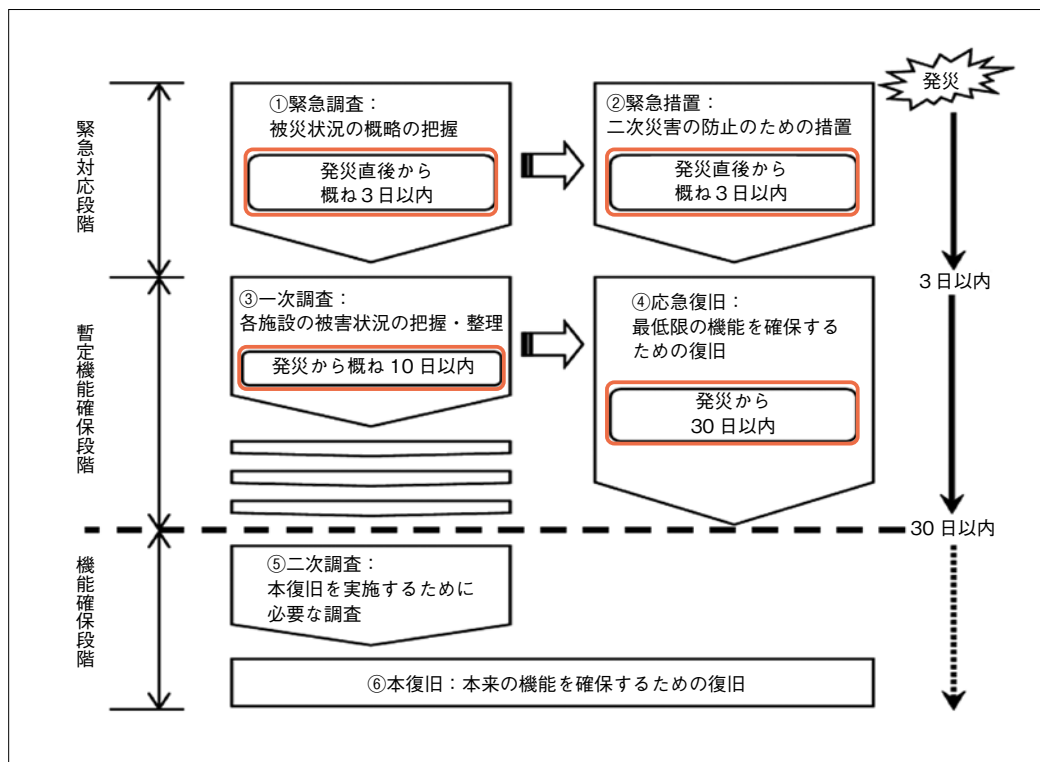 発災
緊急対応段階
①緊急調査：
被災状況の概略の把握
発災直後から
概ね３日以内
②緊急措置：
二次災害の防止のための措置
発災直後から
概ね３日以内
３日以内
暫定機能確保段階
③一次調査：
各施設の被害状況の把握・整理
発災から概ね 10 日以内
④応急復旧：
最低限の機能を確保する
ための復旧
発災から
30 日以内
30 日以内
機能確保段階
⑤二次調査：
本復旧を実施するために
必要な調査
⑥本復旧：本来の機能を確保するための復旧